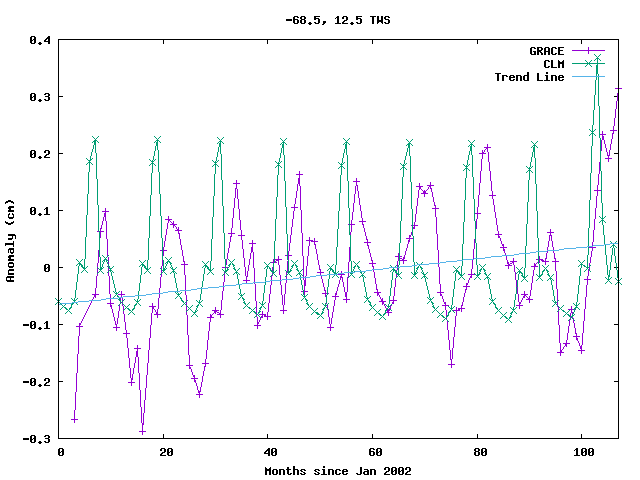 -68.5, 12.5 TWS
GRACE
CLM
Trend Line
0.4
0.3
0.2
0.1
0
-0.1
-0.2
-0.3
Anomaly (cm)
0 20 40 60 80 100
Months since Jan 2002